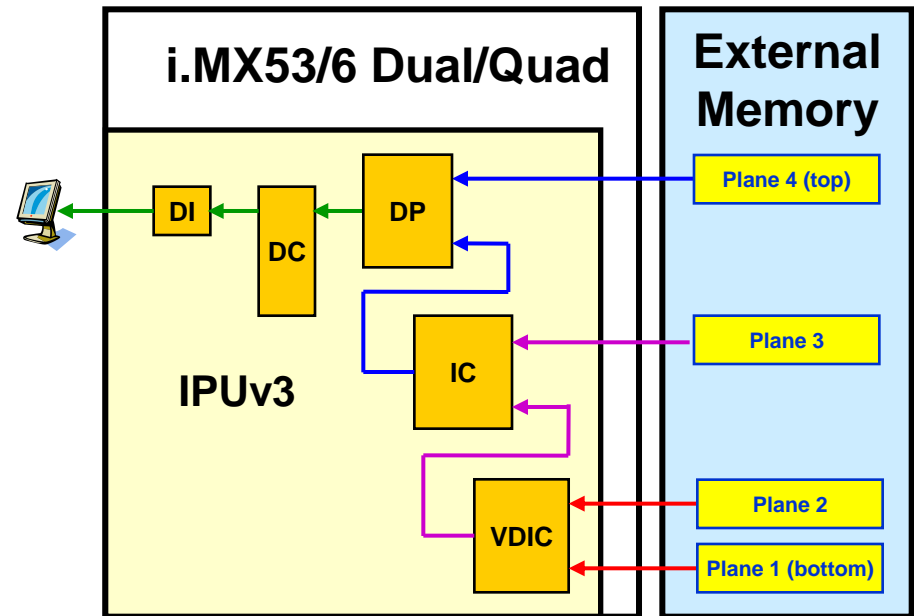 i.MX53/6 Dual/Quad
External
Memory
Plane 4 (top)
DI
DC
DP
Plane 3
IC
IPUv3
Plane 2
VDIC
Plane 1 (bottom)